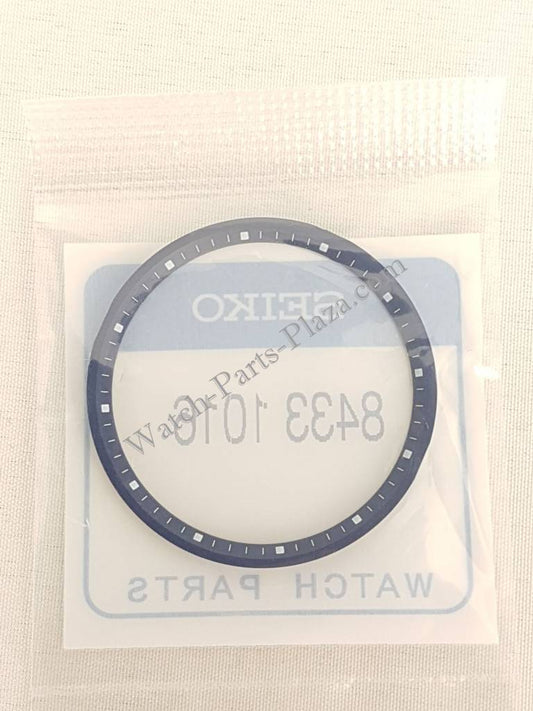 SEIKO
Watch-Parts-Plaza.com
8433 1016
WATCH PARTS